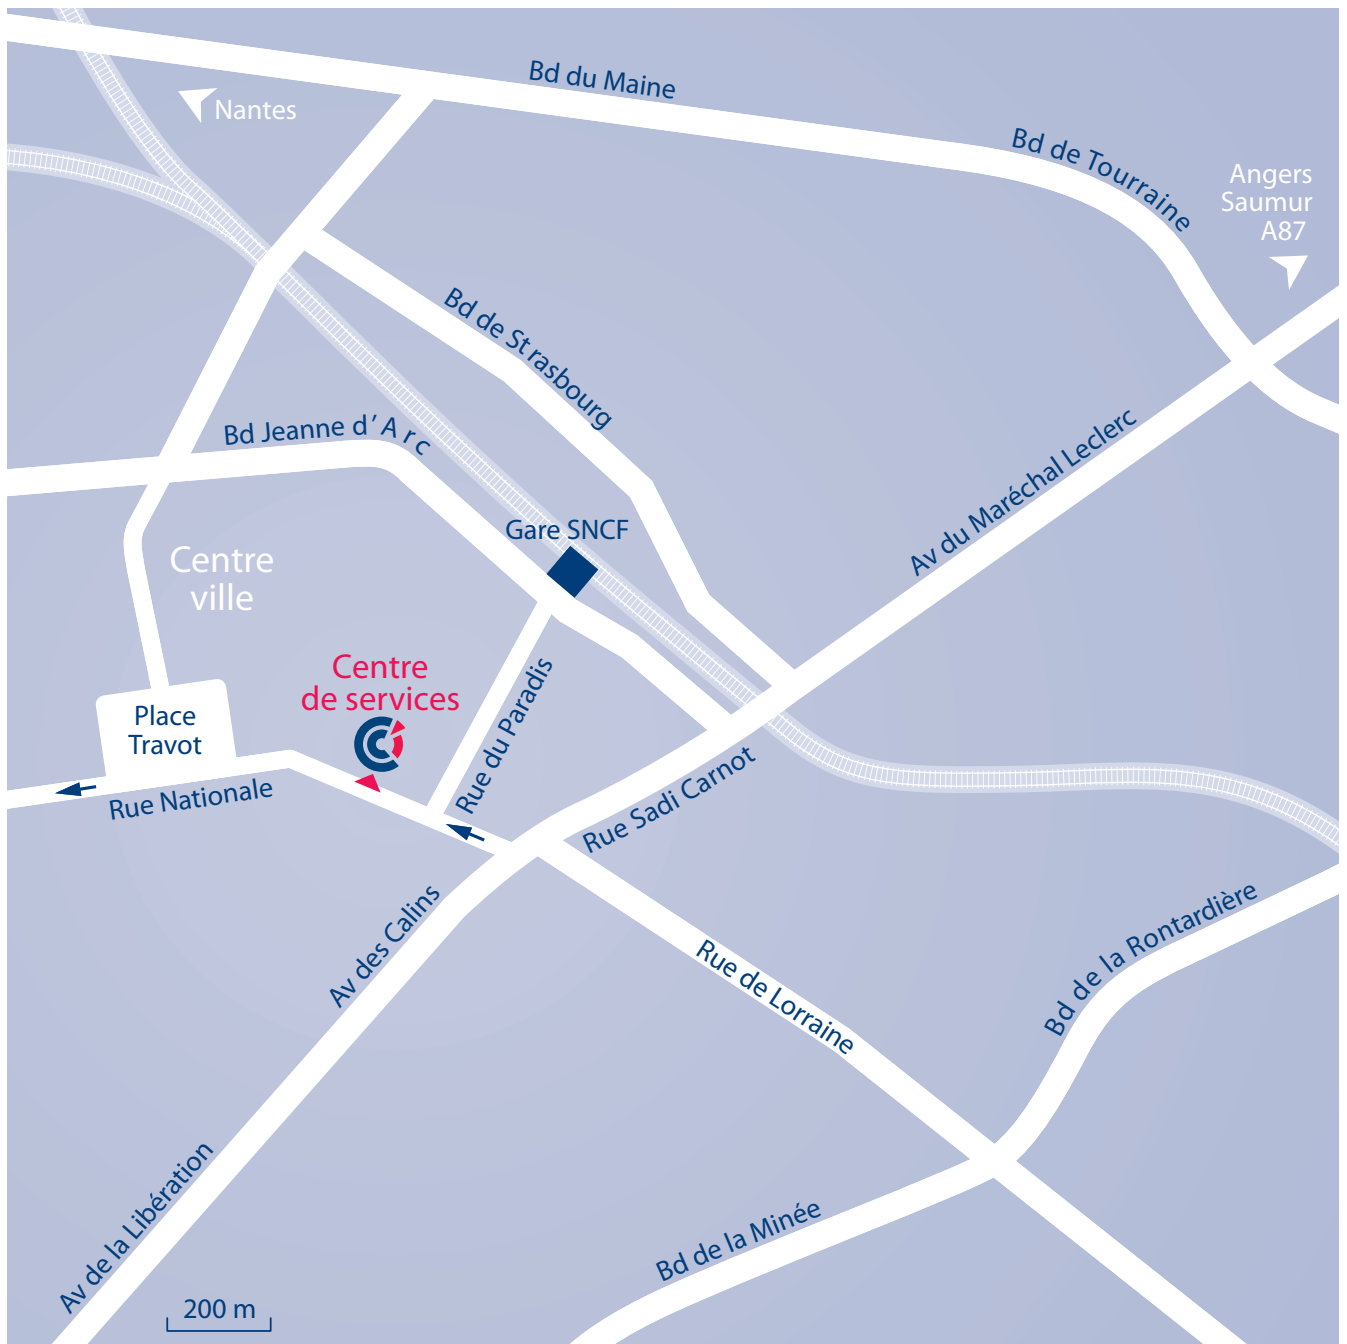 Bd du Maine
Nantes
Bd de Tourraine
Angers
Saumur
A87
Bd de Strasbourg
Bd Jeanne d'Arc
Av du Maréchal Leclerc
Gare SNCF
Centre
ville
Centre
de services
Place
Travot
Rue du Paradis
Rue Nationale
Rue Sadi Carnot
Av des Calins
Rue de Lorraine
Bd de la Rontardière
Av de la Libération
Bd de la Minée
200 m